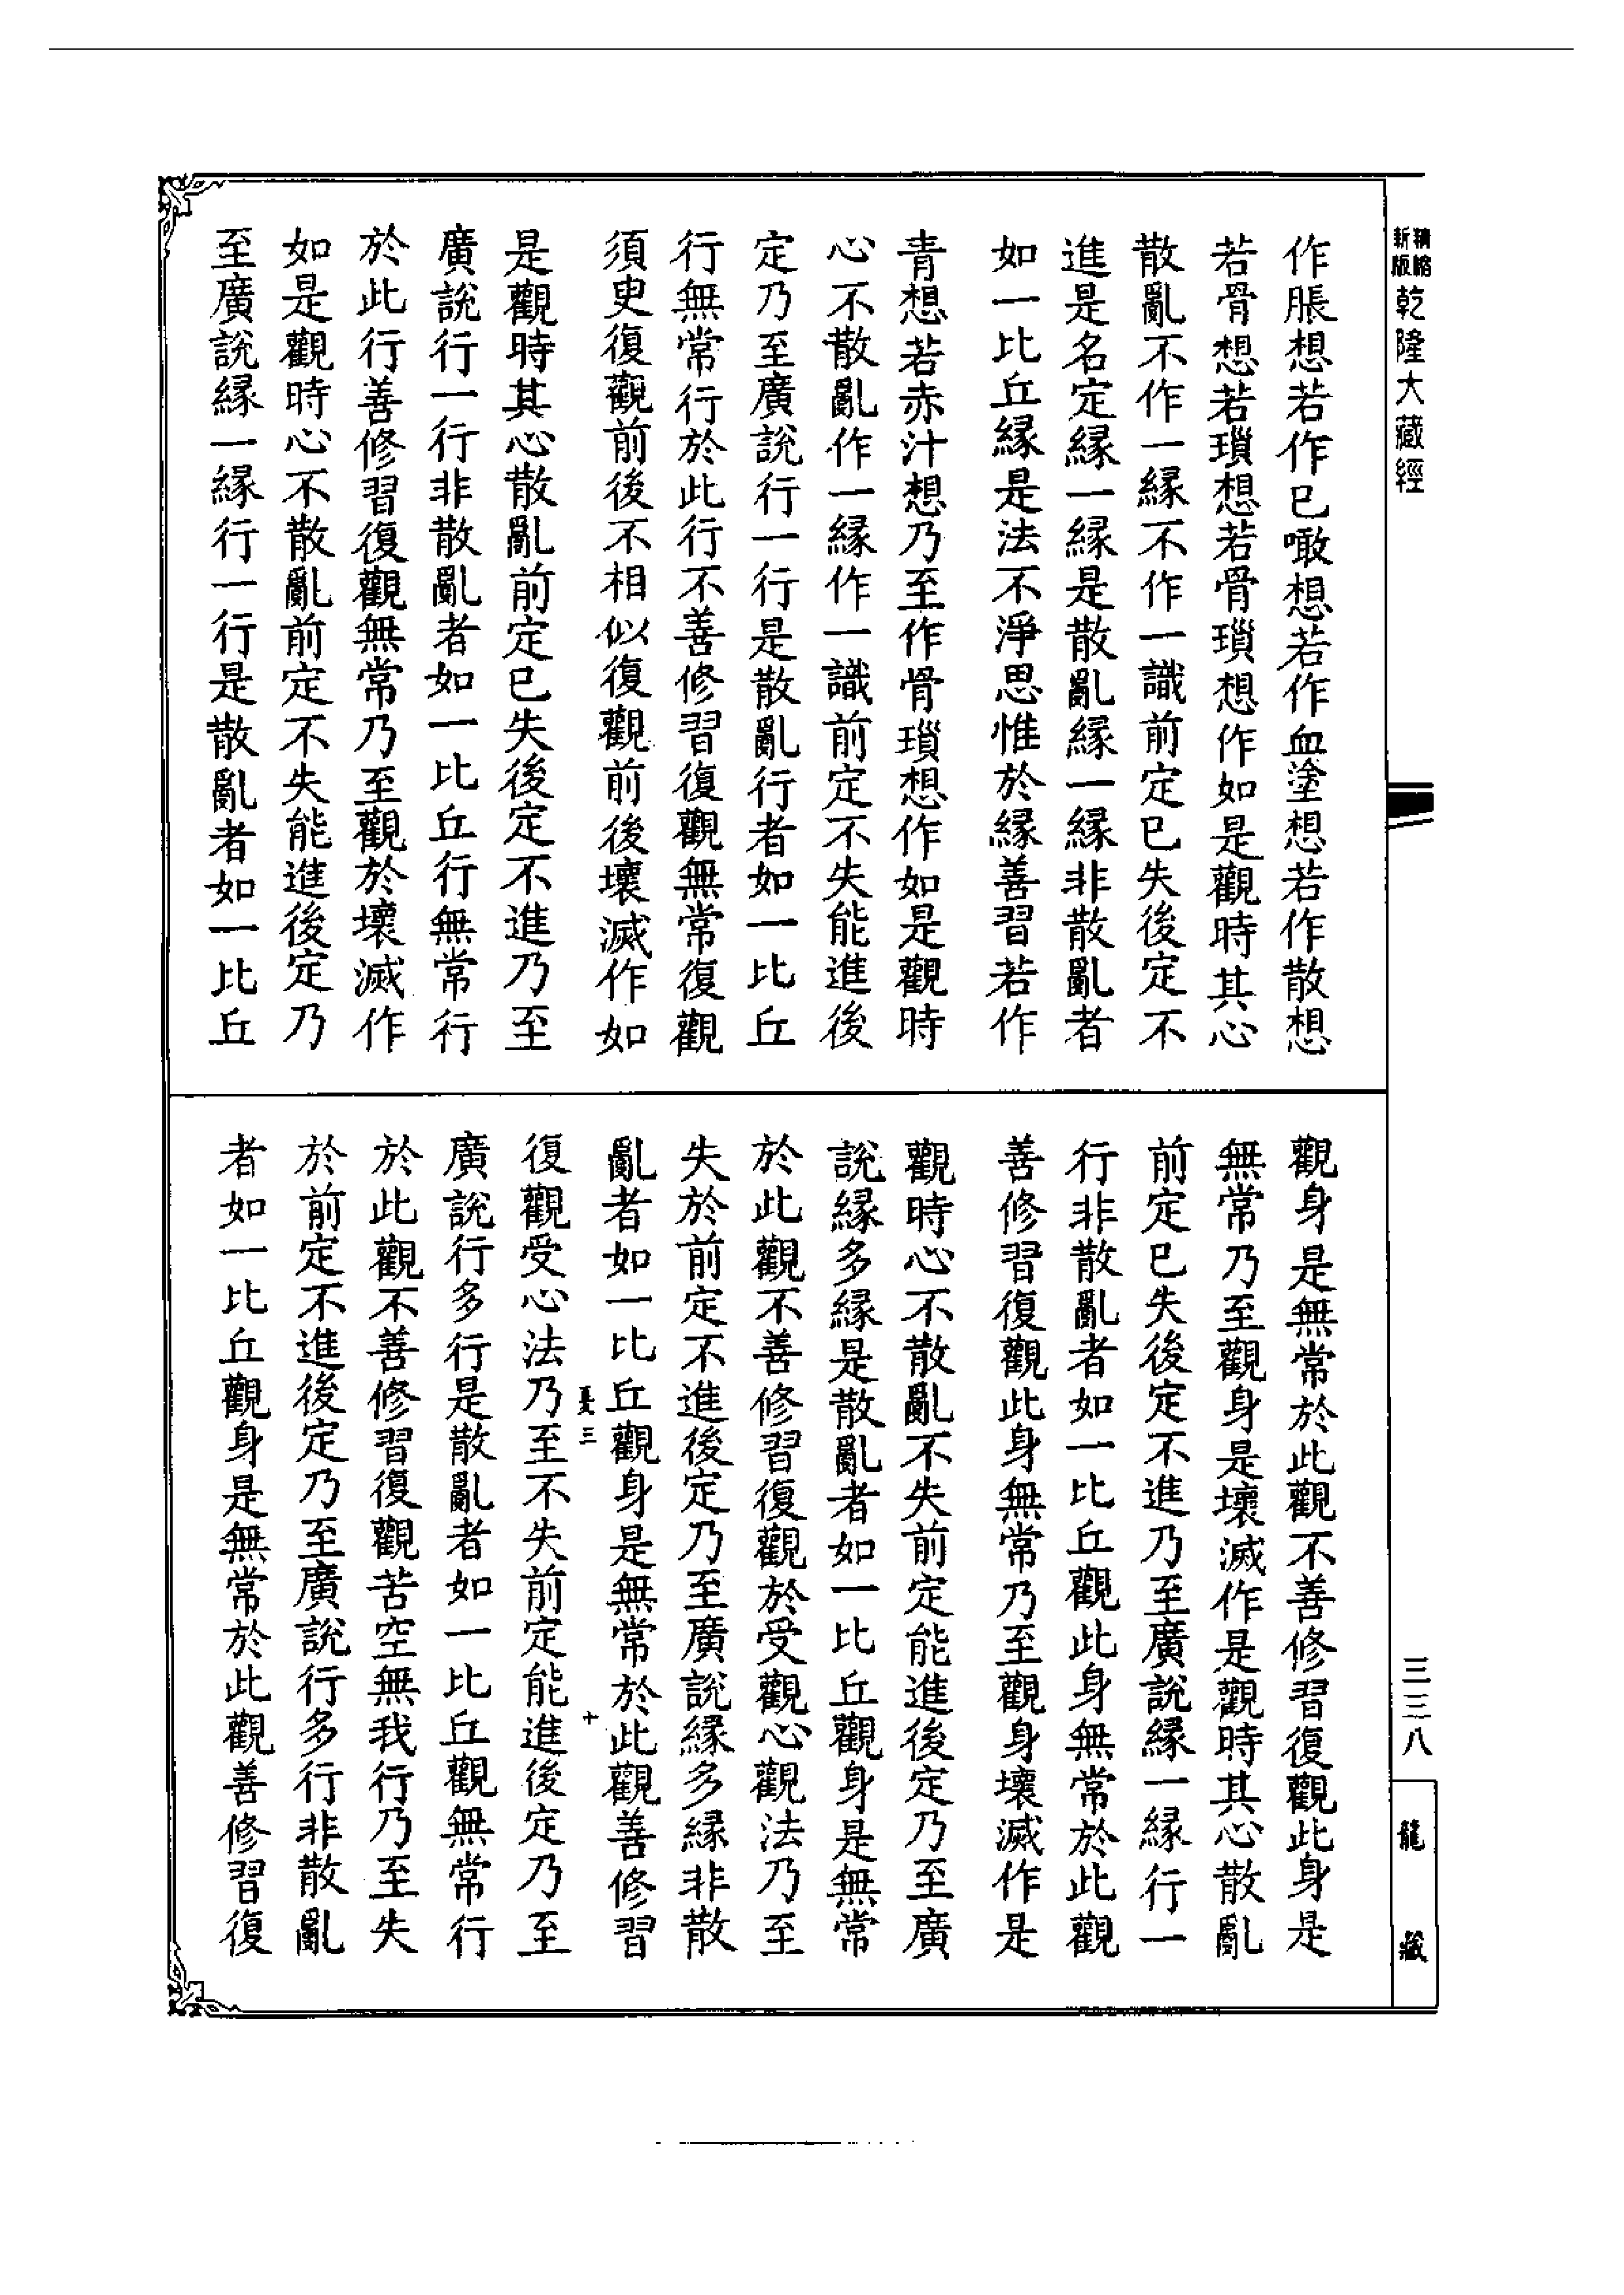 精縮
新版
乾隆大藏經
三三八
龍藏
作脹想若作已噉想若作血塗想若作散想
若骨想若瑣想若骨瑣想作如是觀時其心
散亂不作一緣不作一識前定已失後定不
進是名定緣一緣是散亂緣一緣非散亂者
如一比丘緣是法不淨思惟於緣善習若作
青想若赤汁想乃至作骨瑣想作如是觀時
心不散亂作一緣作一識前定不失能進後
定乃至廣說行一行是散亂行者如一比丘
行無常行於此行不善修習復觀無常復觀
須史復觀前後不相似復觀前後壞滅作如
是觀時其心散亂前定已失後定不進乃至
廣說行一行非散亂者如一比丘行無常行
於此行善修習復觀無常乃至觀於壞滅作
如是觀時心不散亂前定不失能進後定乃
至廣說緣一緣行一行是散亂者如一比丘
觀身是無常於此觀不善修習復觀此身是
無常乃至觀身是壞滅作是觀時其心散亂
前定已失後定不進乃至廣說緣一緣行一
行非散亂者如一比丘觀此身無常於此觀
善修習復觀此身無常乃至觀身壞滅作是
觀時心不散亂不失前定能進後定乃至廣
說緣多緣是散亂者如一比丘觀身是無常
於此觀不善修習復觀於受觀心觀法乃至
失於前定不進後定乃至廣說緣多緣非散
亂者如一比丘觀身是無常於此觀善修習
憂三 十
復觀受心法乃至不失前定能進後定乃至
廣說行多行是散亂者如一比丘觀無常行
於此觀不善修習復觀苦空無我行乃至失
於前定不進後定乃至廣說行多行非散亂
者如一比丘觀身是無常於此觀善修習復